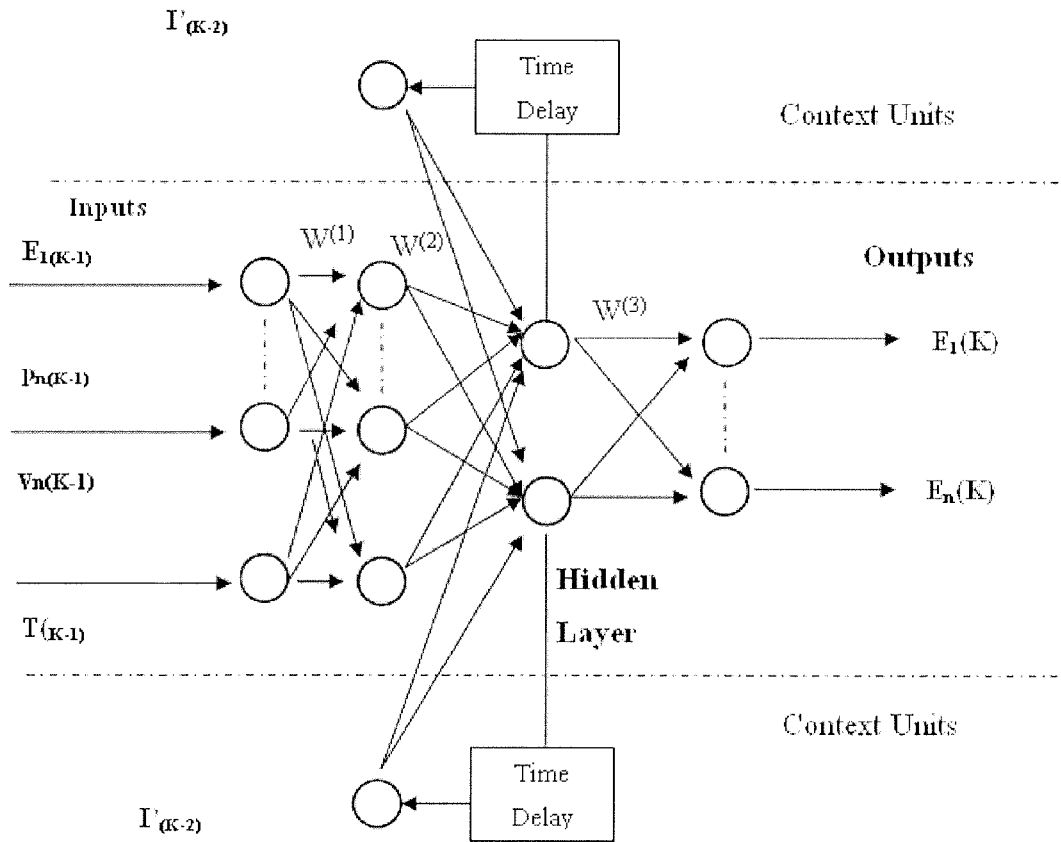 I'(K-2)
Time
Delay
Context Units
Inputs
E1(K-1)
W(1)
W(2)
Outputs
W(3)
E1(K)
pn(K-1)
vn(K-1)
En(K)
T(K-1)
Hidden
Layer
Context Units
Time
Delay
I'(K-2)